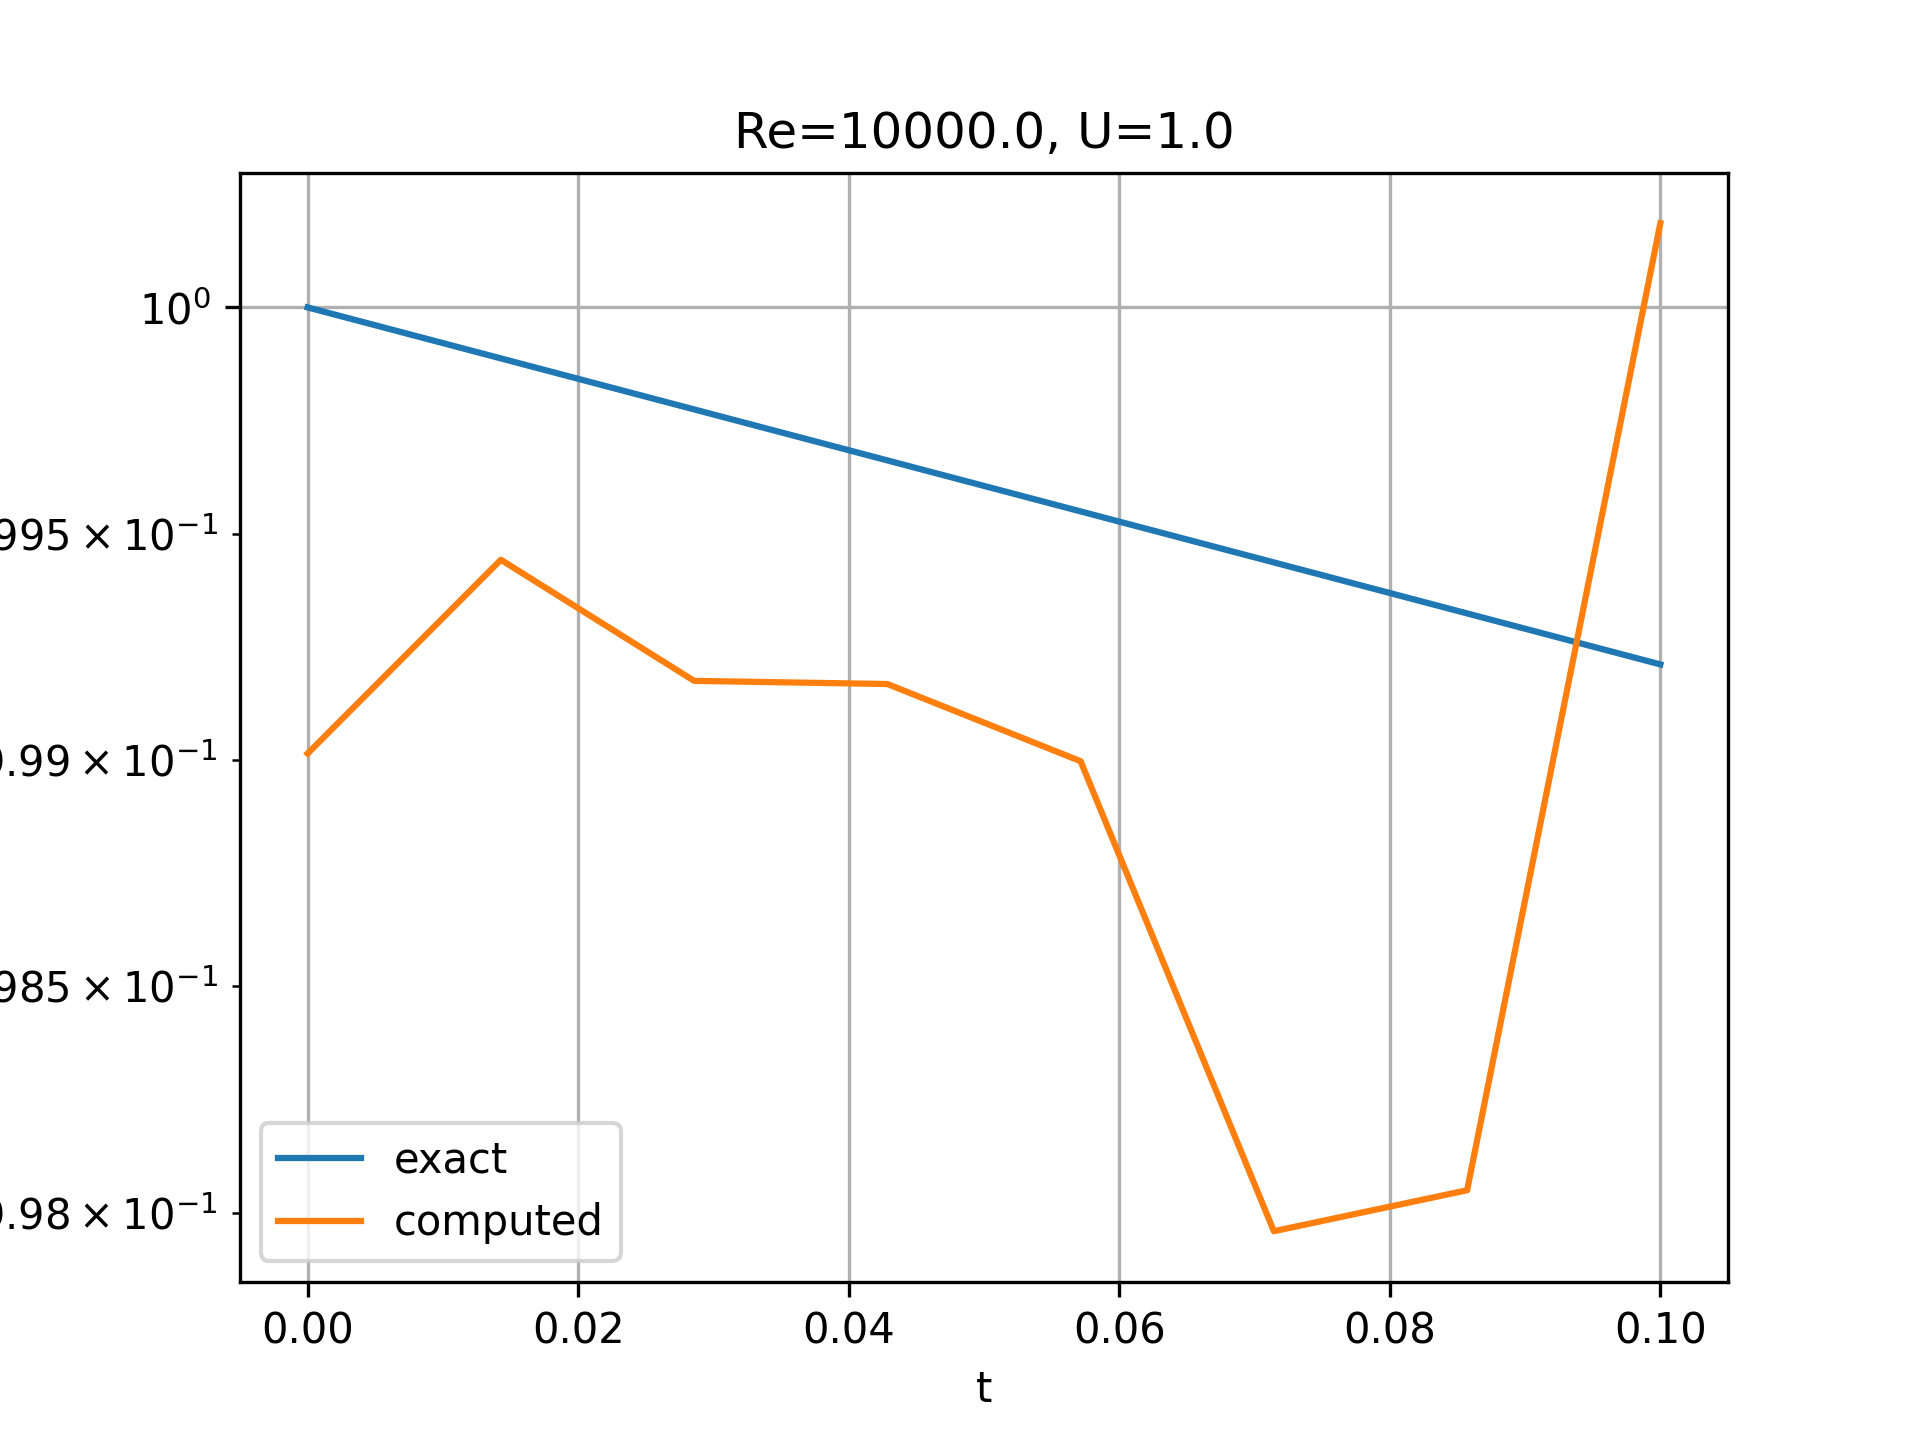 Re=10000.0, U=1.0
10⁰
995 × 10⁻¹
.99 × 10⁻¹
985 × 10⁻¹
.98 × 10⁻¹
exact
computed
0.00 0.02 0.04 0.06 0.08 0.10
t